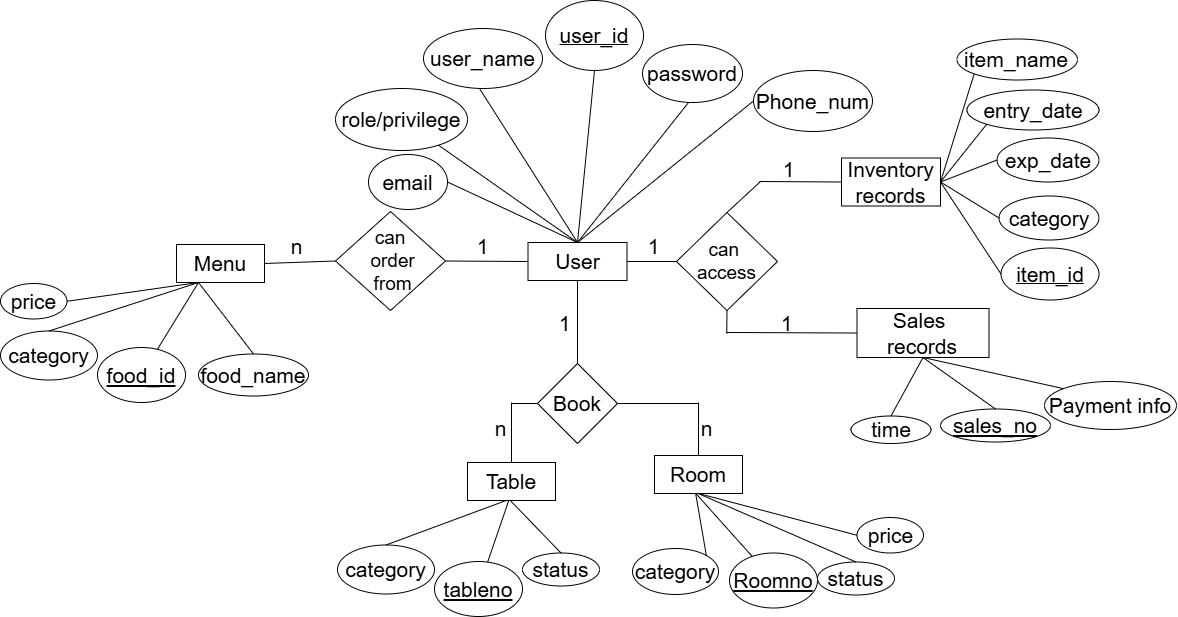 user_id
user_name
item_name
password
Phone_num
entry_date
role/privilege
exp_date
1
Inventory
records
email
category
n
can
order
from
1
User
1
can
access
Menu
item_id
price
1
Sales
records
1
category
food_id
food_name
Payment info
time
sales_no
Book
n
n
Table
Room
price
category
tableno
status
category
Roomno
status